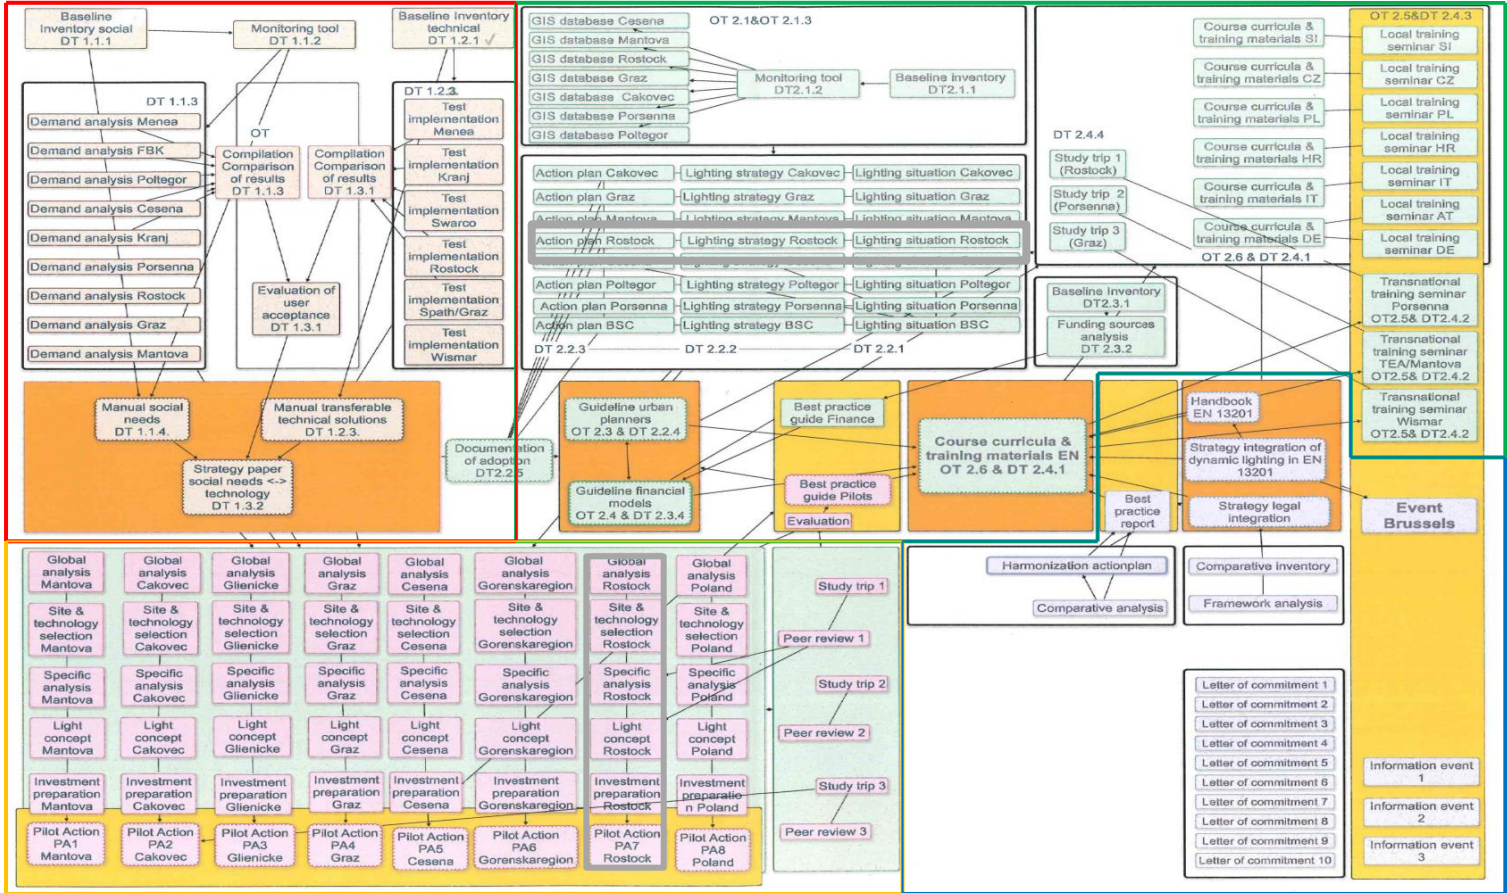 Baseline
Inventory social
DT 1.1.1
Monitoring tool
DT 1.1.2
Baseline Inventory
technical
DT 1.2.1 ✓
DT 1.1.3
Demand analysis Menea
Demand analysis FBK
Demand analysis Poltegor
Demand analysis Cesena
Demand analysis Kranj
Demand analysis Porsenna
Demand analysis Rostock
Demand analysis Graz
Demand analysis Mantova
OT
Compilation
Comparison
of results
DT 1.1.3
Compilation
Comparison
of results
DT 1.3.1
Evaluation of
user
acceptance
DT 1.3.1
DT 1.2.3.
Test
implementation
Menea
Test
implementation
Kranj
Test
implementation
Swarco
Test
implementation
Rostock
Test
implementation
Spath/Graz
Test
implementation
Wismar
Manual social
needs
DT 1.1.4.
Manual transferable
technical solutions
DT 1.2.3.
Strategy paper
social needs <->
technology
DT 1.3.2
GIS database Cesena
GIS database Mantova
GIS database Rostock
GIS database Graz
GIS database Cakovec
GIS database Porsenna
GIS database Poltegor
OT 2.1&OT 2.1.3
Monitoring tool
DT2.1.2
Baseline inventory
DT2.1.1
Action plan Cakovec
Lighting strategy Cakovec
Lighting situation Cakovec
Action plan Graz
Lighting strategy Graz
Lighting situation Graz
Action plan Mantova
Lighting strategy Mantova
Lighting situation Mantova
Action plan Rostock
Lighting strategy Rostock
Lighting situation Rostock
Action plan Poltegor
Lighting strategy Poltegor
Lighting situation Poltegor
Action plan Porsenna
Lighting strategy Porsenna
Lighting situation Porsenna
Action plan BSC
Lighting strategy BSC
Lighting situation BSC
DT 2.2.3
DT 2.2.2
DT 2.2.1
DT 2.4.4
Study trip 1
(Rostock)
Study trip 2
(Porsenna)
Study trip 3
(Graz)
Course curricula &
training materials SI
Course curricula &
training materials CZ
Course curricula &
training materials PL
Course curricula &
training materials HR
Course curricula &
training materials IT
Course curricula &
training materials DE
OT 2.6 & DT 2.4.1
Baseline Inventory
DT2.3.1
Funding sources
analysis
DT 2.3.2
OT 2.5&DT 2.4.3
Local training
seminar SI
Local training
seminar CZ
Local training
seminar PL
Local training
seminar HR
Local training
seminar IT
Local training
seminar AT
Local training
seminar DE
Transnational
training seminar
Porsenna
OT2.5& DT2.4.2
Transnational
training seminar
TEA/Mantova
OT2.5& DT2.4.2
Transnational
training seminar
Wismar
OT2.5& DT2.4.2
Documentation
of adoption
DT2.2.5
Guideline urban
planners
OT 2.3 & DT 2.2.4
Guideline financial
models
OT 2.4 & DT 2.3.4
Best practice
guide Finance
Best practice
guide Pilots
Evaluation
Course curricula &
training materials EN
OT 2.6 & DT 2.4.1
Handbook
EN 13201
Strategy integration of
dynamic lighting in EN
13201
Strategy legal
integration
Best
practice
report
Event
Brussels
Harmonization actionplan
Comparative analysis
Comparative inventory
Framework analysis
Global
analysis
Mantova
Global
analysis
Cakovec
Global
analysis
Glienicke
Global
analysis
Graz
Global
analysis
Cesena
Global
analysis
Gorenskaregion
Global
analysis
Rostock
Global
analysis
Poland
Site &
technology
selection
Mantova
Site &
technology
selection
Cakovec
Site &
technology
selection
Glienicke
Site &
technology
selection
Graz
Site &
technology
selection
Cesena
Site &
technology
selection
Gorenskaregion
Site &
technology
selection
Rostock
Site &
technology
selection
Poland
Specific
analysis
Mantova
Specific
analysis
Cakovec
Specific
analysis
Glienicke
Specific
analysis
Graz
Specific
analysis
Cesena
Specific
analysis
Gorenskaregion
Specific
analysis
Rostock
Specific
analysis
Poland
Light
concept
Mantova
Light
concept
Cakovec
Light
concept
Glienicke
Light
concept
Graz
Light
concept
Cesena
Light
concept
Gorenskaregion
Light
concept
Rostock
Light
concept
Poland
Investment
preparation
Mantova
Investment
preparation
Cakovec
Investment
preparation
Glienicke
Investment
preparation
Graz
Investment
preparation
Cesena
Investment
preparation
Gorenskaregion
Investment
preparation
Rostock
Investment
preparatio
n Poland
Pilot Action
PA1
Mantova
Pilot Action
PA2
Cakovec
Pilot Action
PA3
Glienicke
Pilot Action
PA4
Graz
Pilot Action
PA5
Cesena
Pilot Action
PA6
Gorenskaregion
Pilot Action
PA7
Rostock
Pilot Action
PA8
Poland
Study trip 1
Peer review 1
Study trip 2
Peer review 2
Study trip 3
Peer review 3
Letter of commitment 1
Letter of commitment 2
Letter of commitment 3
Letter of commitment 4
Letter of commitment 5
Letter of commitment 6
Letter of commitment 7
Letter of commitment 8
Letter of commitment 9
Letter of commitment 10
Information event
1
Information event
2
Information event
3